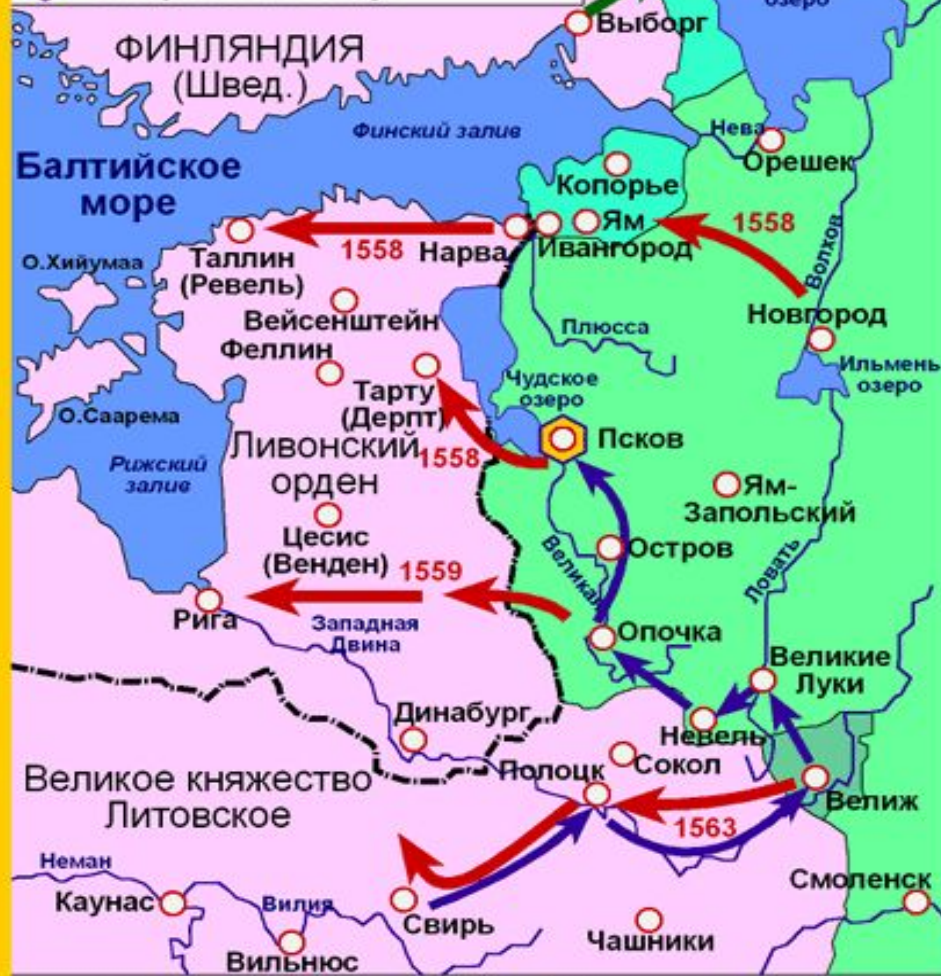 озеро
Выборг
ФИНЛЯНДИЯ
(Швед.)
Финский залив
Нева
Орешек
Балтийское
море
Копорье
Ям
1558
Волхов
1558
Нарва
Ивангород
О.Хийумаа
Таллин
(Ревель)
Вейсенштейн
Новгород
Плюсса
Феллин
Чудское
озеро
Ильмень
озеро
Тарту
(Дерпт)
О.Саарема
Псков
Ливонский
орден
1558
Рижский
залив
Ям-
Запольский
Цесис
(Венден)
Остров
Великая
Ловать
1559
Рига
Западная
Двина
Опочка
Великие
Луки
Динабург
Невель
Сокол
Полоцк
Великое княжество
Литовское
Велиж
1563
Неман
Каунас
Вилия
Свирь
Смоленск
Чашники
Вильнюс